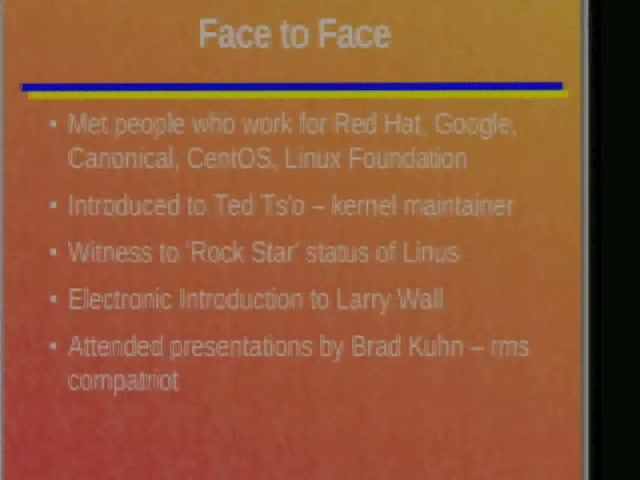 Face to Face
▪ Met people who work for Red Hat, Google,
Canonical, CentOS, Linux Foundation
▪ Introduced to Ted Ts'o – kernel maintainer
▪ Witness to 'Rock Star' status of Linus
▪ Electronic Introduction to Larry Wall
▪ Attended presentations by Brad Kuhn – rms
compatriot